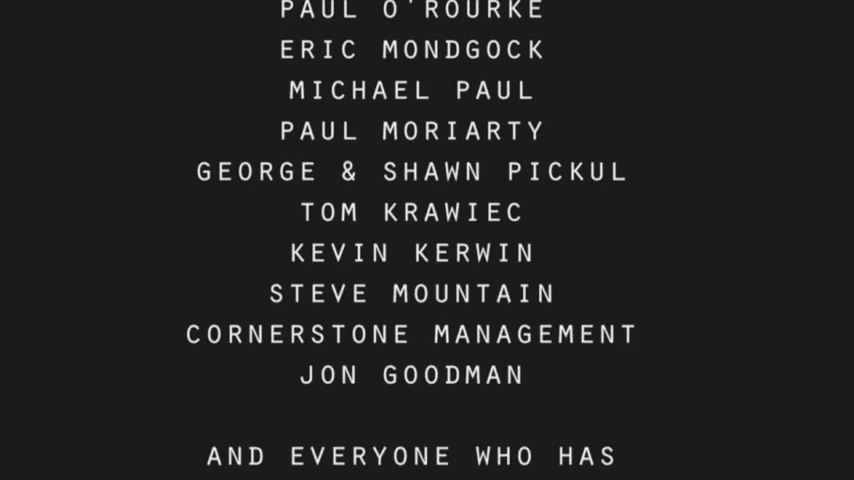 PAUL O'ROURKE
ERIC MONDGOCK
MICHAEL PAUL
PAUL MORIARTY
GEORGE & SHAWN PICKUL
TOM KRAWIEC
KEVIN KERWIN
STEVE MOUNTAIN
CORNERSTONE MANAGEMENT
JON GOODMAN
AND EVERYONE WHO HAS